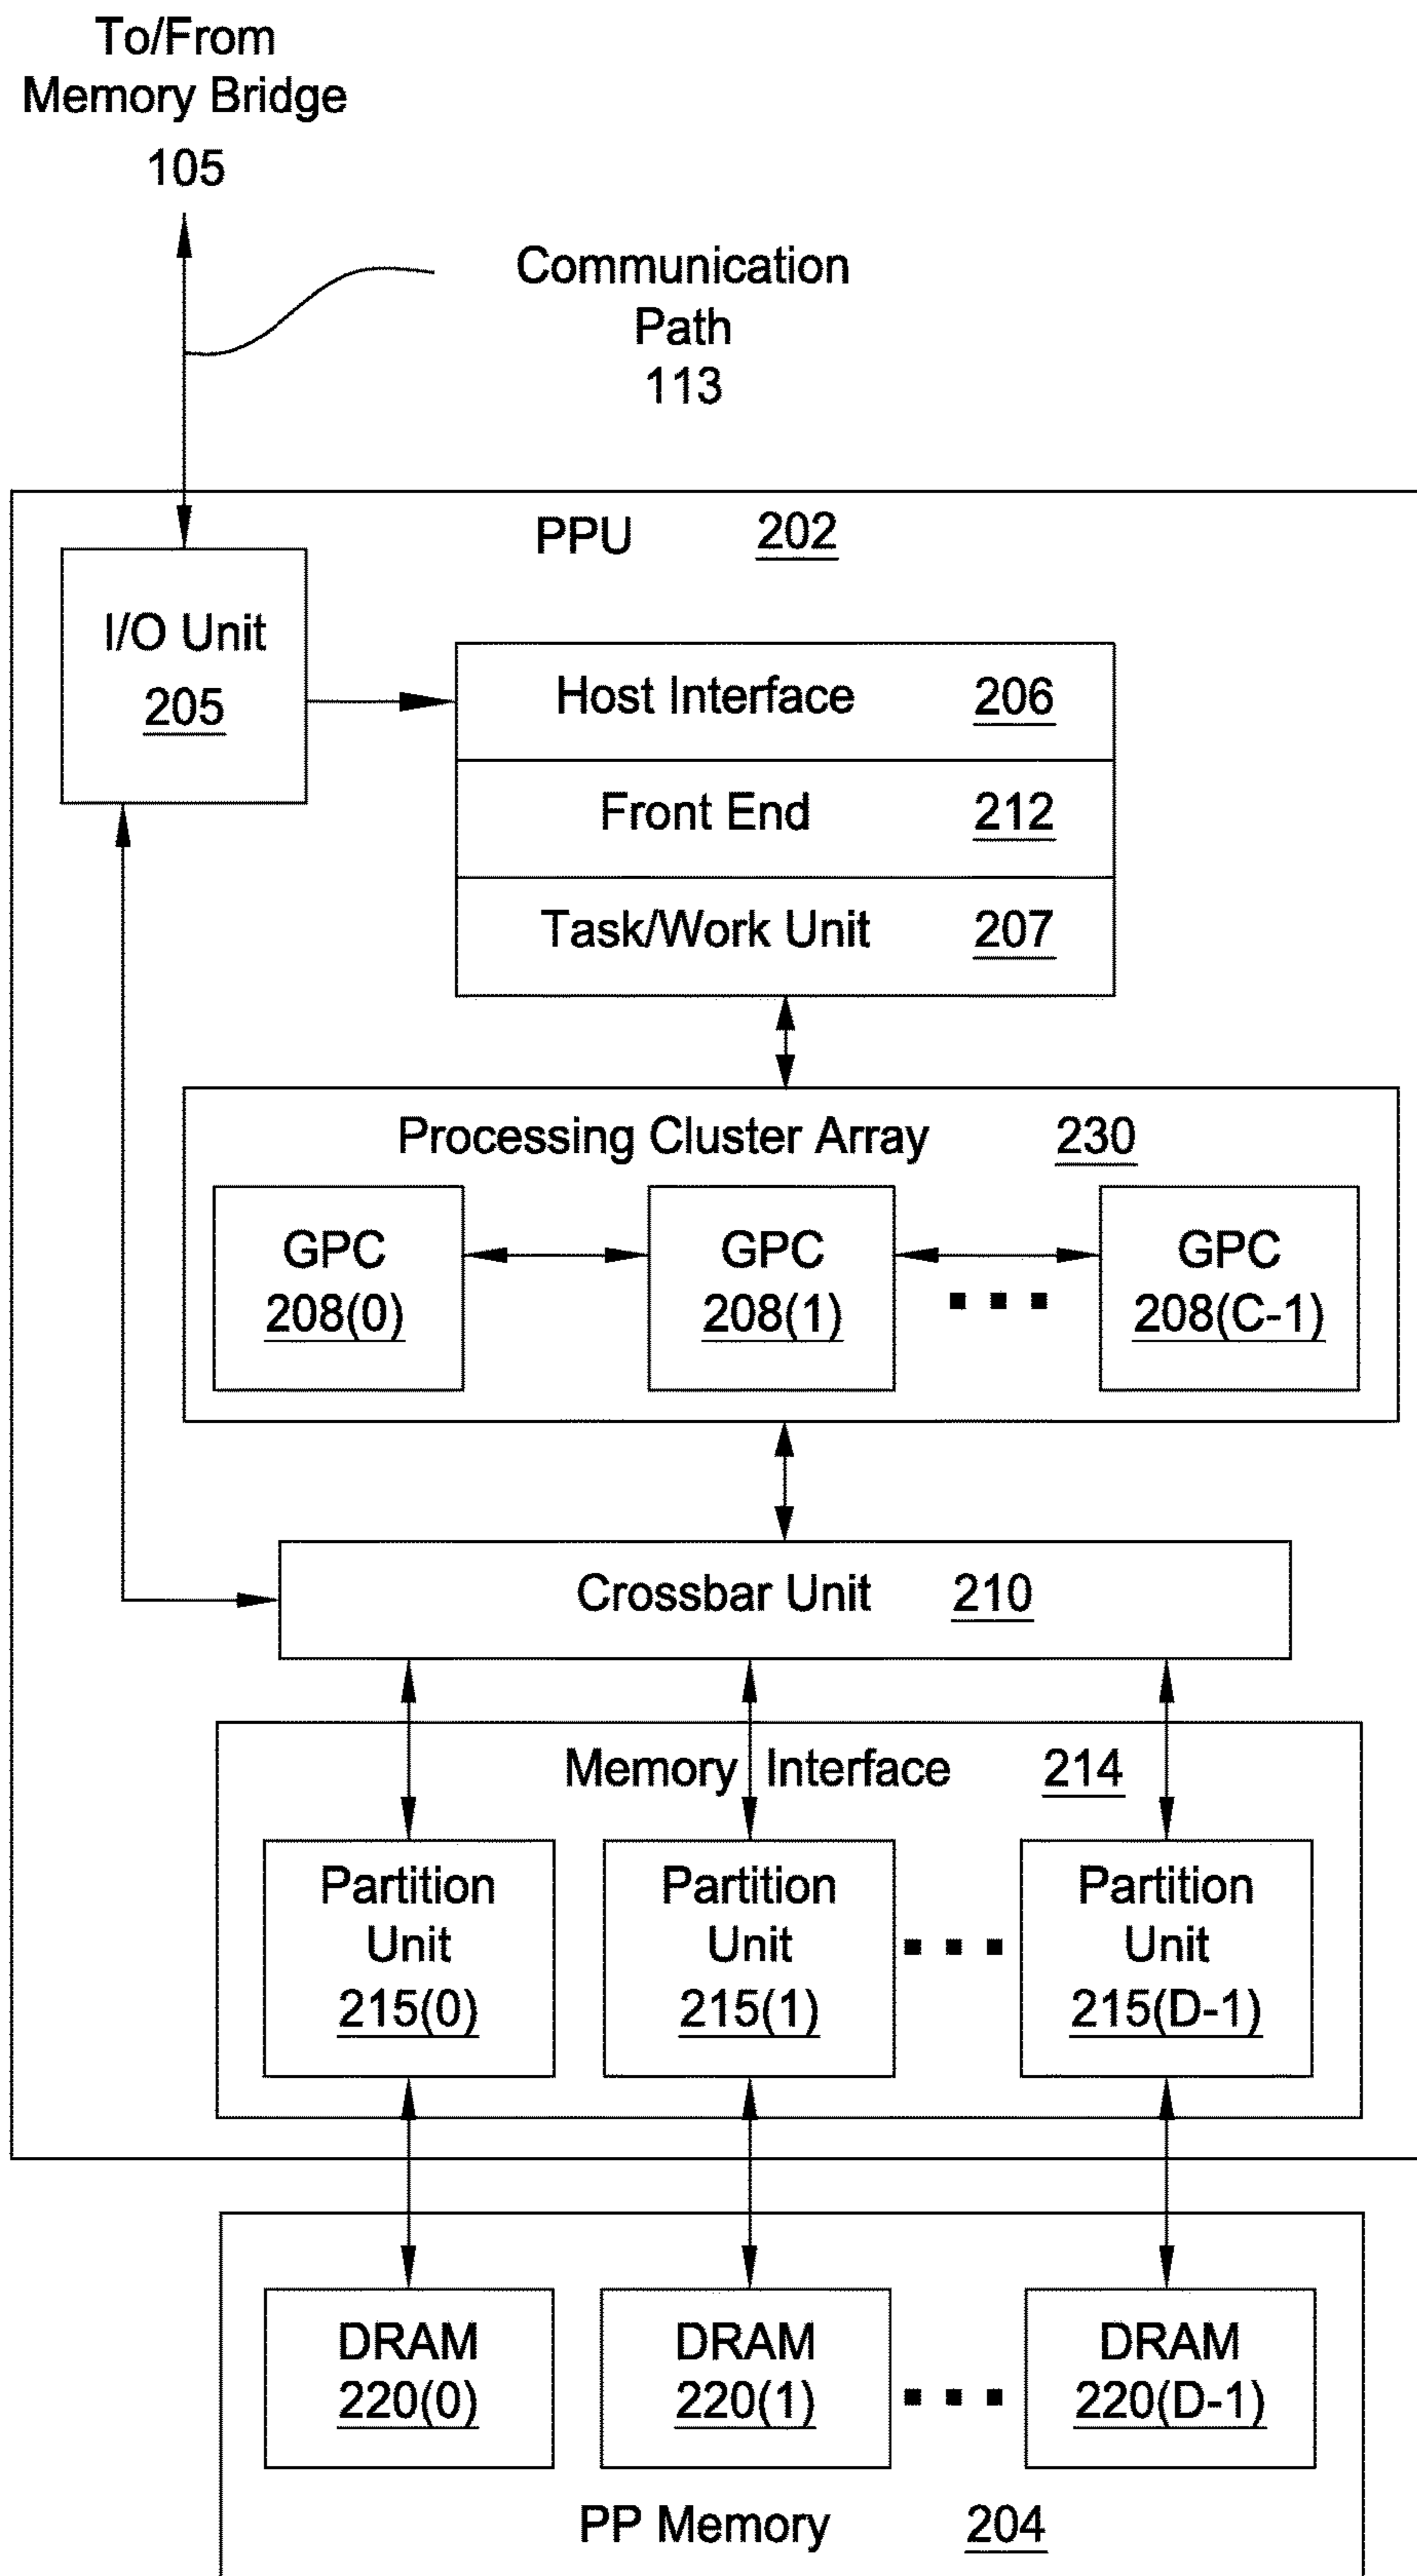 To/From
Memory Bridge
105
Communication
Path
113
PPU 202
I/O Unit
205
Host Interface 206
Front End 212
Task/Work Unit 207
Processing Cluster Array 230
GPC
208(0)
GPC
208(1)
GPC
208(C-1)
Crossbar Unit 210
Memory Interface 214
Partition
Unit
215(0)
Partition
Unit
215(1)
Partition
Unit
215(D-1)
DRAM
220(0)
DRAM
220(1)
DRAM
220(D-1)
PP Memory 204